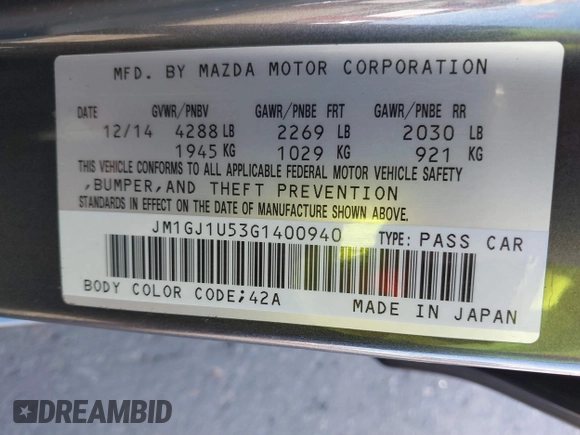 MFD. BY MAZDA MOTOR CORPORATION
DATE GVWR/PNBV GAWR/PNBE FRT GAWR/PNBE RR
12/14 4288 LB 2269 LB 2030 LB
1945 KG 1029 KG 921 KG
THIS VEHICLE CONFORMS TO ALL APPLICABLE FEDERAL MOTOR VEHICLE SAFETY
,BUMPER,AND THEFT PREVENTION
STANDARDS IN EFFECT ON THE DATE OF MANUFACTURE SHOWN ABOVE.
JM1GJ1U53G1400940 TYPE: PASS CAR
BODY COLOR CODE;42A MADE IN JAPAN
DREAMBID